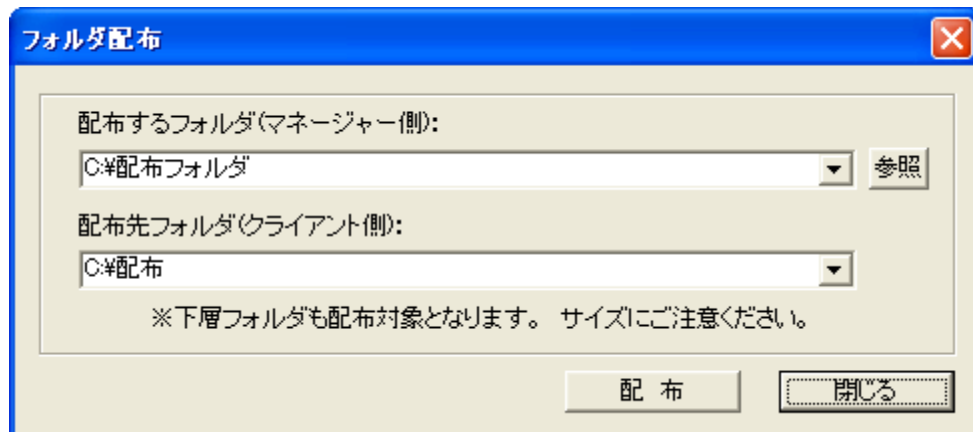 フォルダ配布
配布するフォルダ(マネージャー側):
C:¥配布フォルダ
参照
配布先フォルダ(クライアント側):
C:¥配布
※下層フォルダも配布対象となります。 サイズにご注意ください。
配 布
閉じる